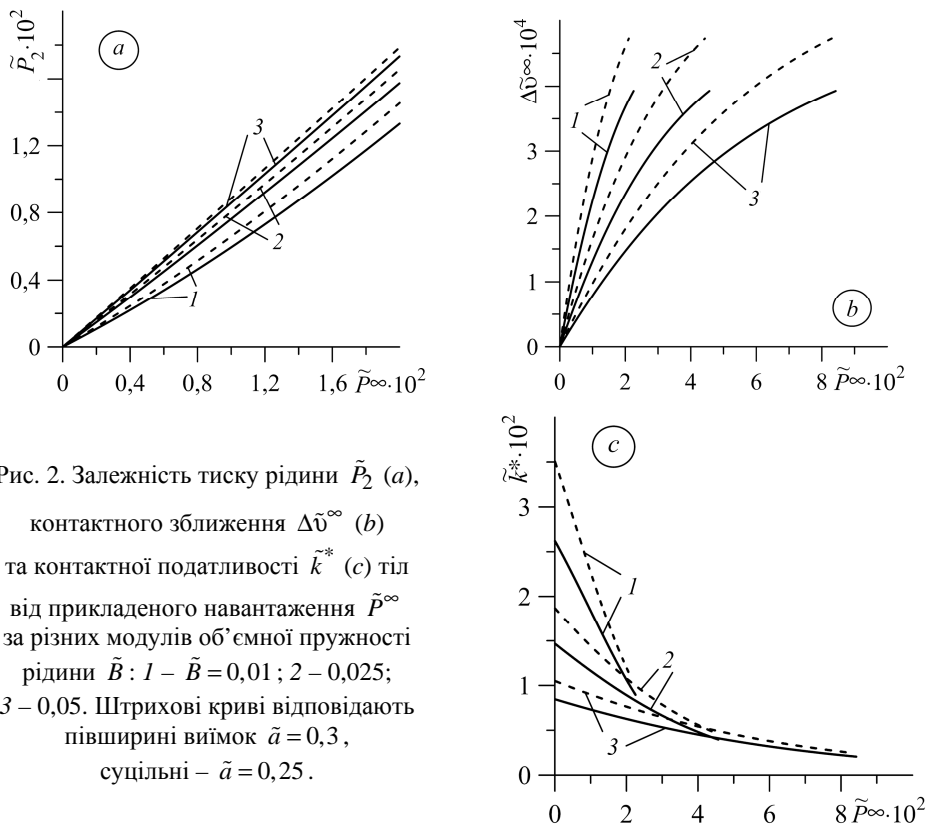 P̃₂·10²
a
1,2
0,8
0,4
0
3
2
1
0 0,4 0,8 1,2 1,6 P̃∞·10²
Δυ̃∞·10⁴
4
3
2
1
0
1
2
3
b
0 2 4 6 8 P̃∞·10²
Рис. 2. Залежність тиску рідини P̃₂ (a),
контактного зближення Δυ̃^∞ (b)
та контактної податливості k̃* (c) тіл
від прикладеного навантаження P̃^∞
за різних модулів об’ємної пружності
рідини B̃ : 1 – B̃ = 0,01 ; 2 – 0,025;
3 – 0,05. Штрихові криві відповідають
півширині виїмок ã = 0,3 ,
суцільні – ã = 0,25 .
k̃*·10²
c
3
2
1
0
1
2
3
0 2 4 6 8 P̃∞·10²